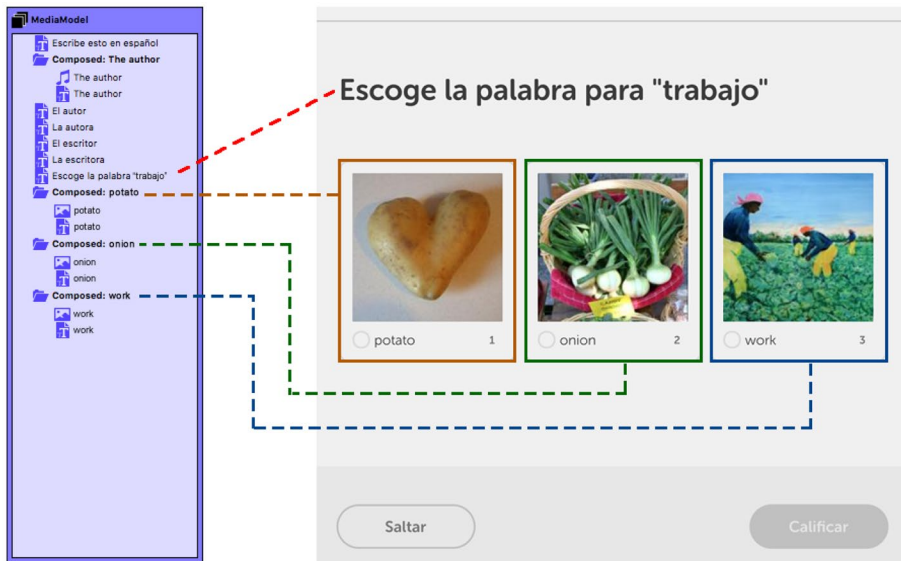 MediaModel
Escribe esto en español
Composed: The author
The author
The author
El autor
La autora
El escritor
La escritora
Escoge la palabra "trabajo"
Composed: potato
potato
potato
Composed: onion
onion
onion
Composed: work
work
work
Escoge la palabra para "trabajo"
potato 1
onion 2
work 3
Saltar
Calificar